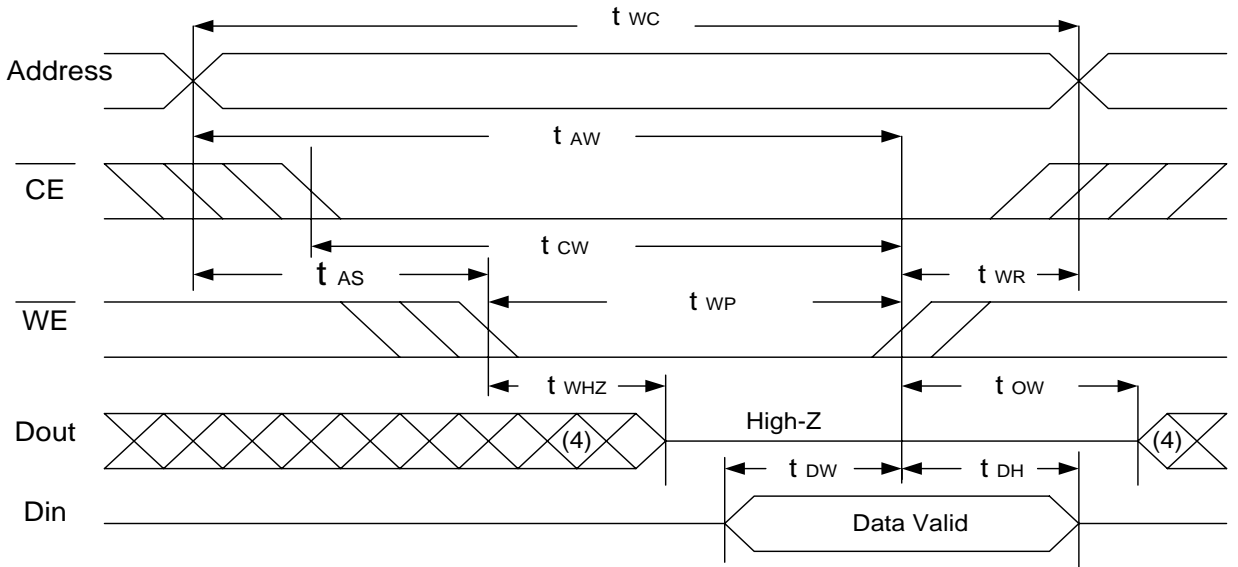 t WC
Address
t AW
CE
t CW
t AS
t WR
t WP
WE
t WHZ
t OW
High-Z
Dout
(4)
(4)
t DW
t DH
Din
Data Valid